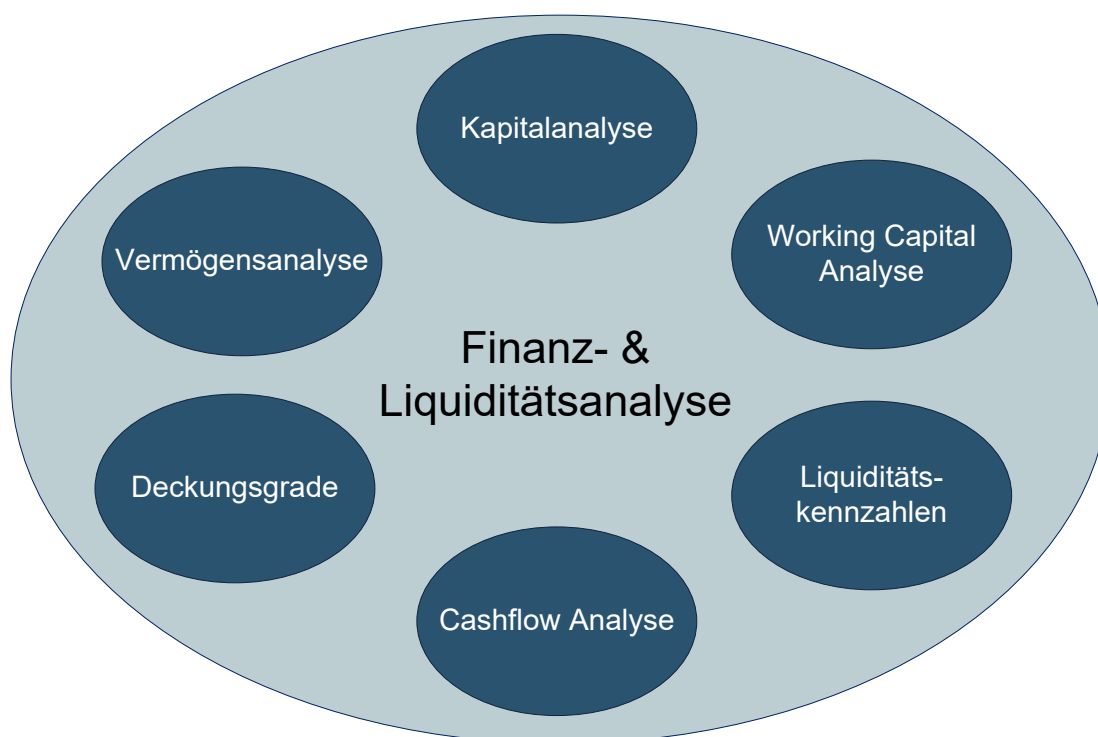 Kapitalanalyse
Working Capital
Analyse
Vermögensanalyse
Finanz- &
Liquiditätsanalyse
Deckungsgrade
Liquiditäts-
kennzahlen
Cashflow Analyse